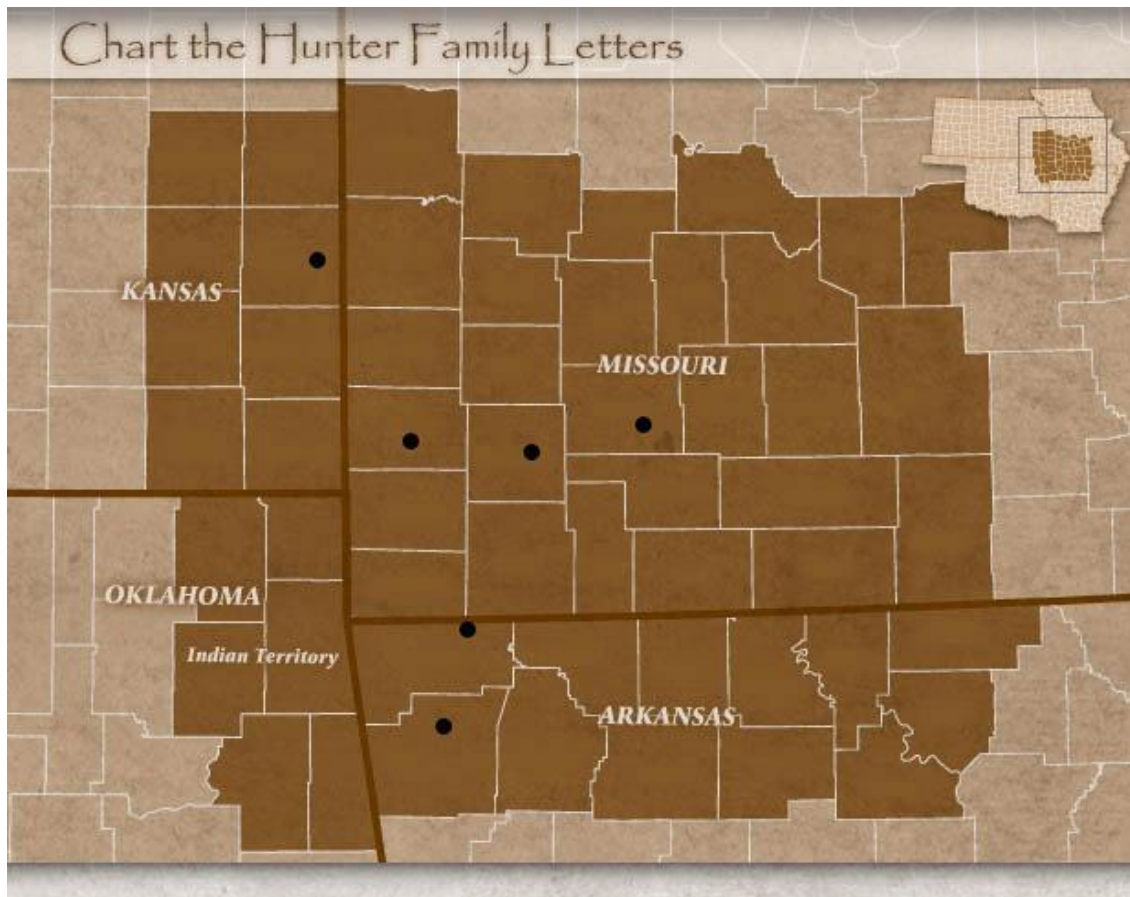 Chart the Hunter Family Letters
KANSAS
MISSOURI
OKLAHOMA
Indian Territory
ARKANSAS